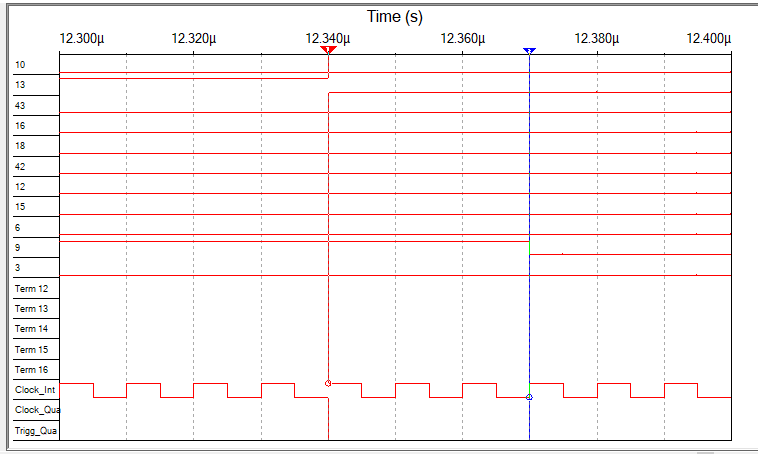 Time (s)
12.300µ 12.320µ 12.340µ 12.360µ 12.380µ 12.400µ
10
13
43
16
18
42
12
15
6
9
3
Term 12
Term 13
Term 14
Term 15
Term 16
Clock_Int
Clock_Qua
Trigg_Qua